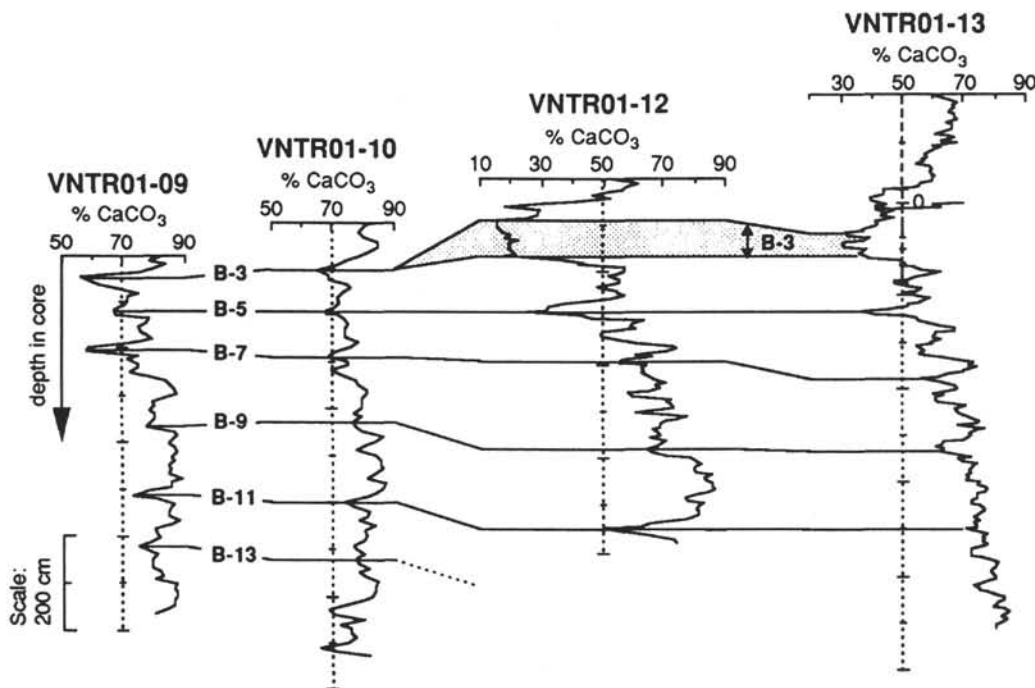 VNTR01-13
% CaCO3
30 50 70 90
VNTR01-12
% CaCO3
10 30 50 70 90
VNTR01-10
% CaCO3
50 70 90
VNTR01-09
% CaCO3
50 70 90
0
B-3
B-3
B-5
B-7
B-9
B-11
B-13
depth in core
Scale:
200 cm